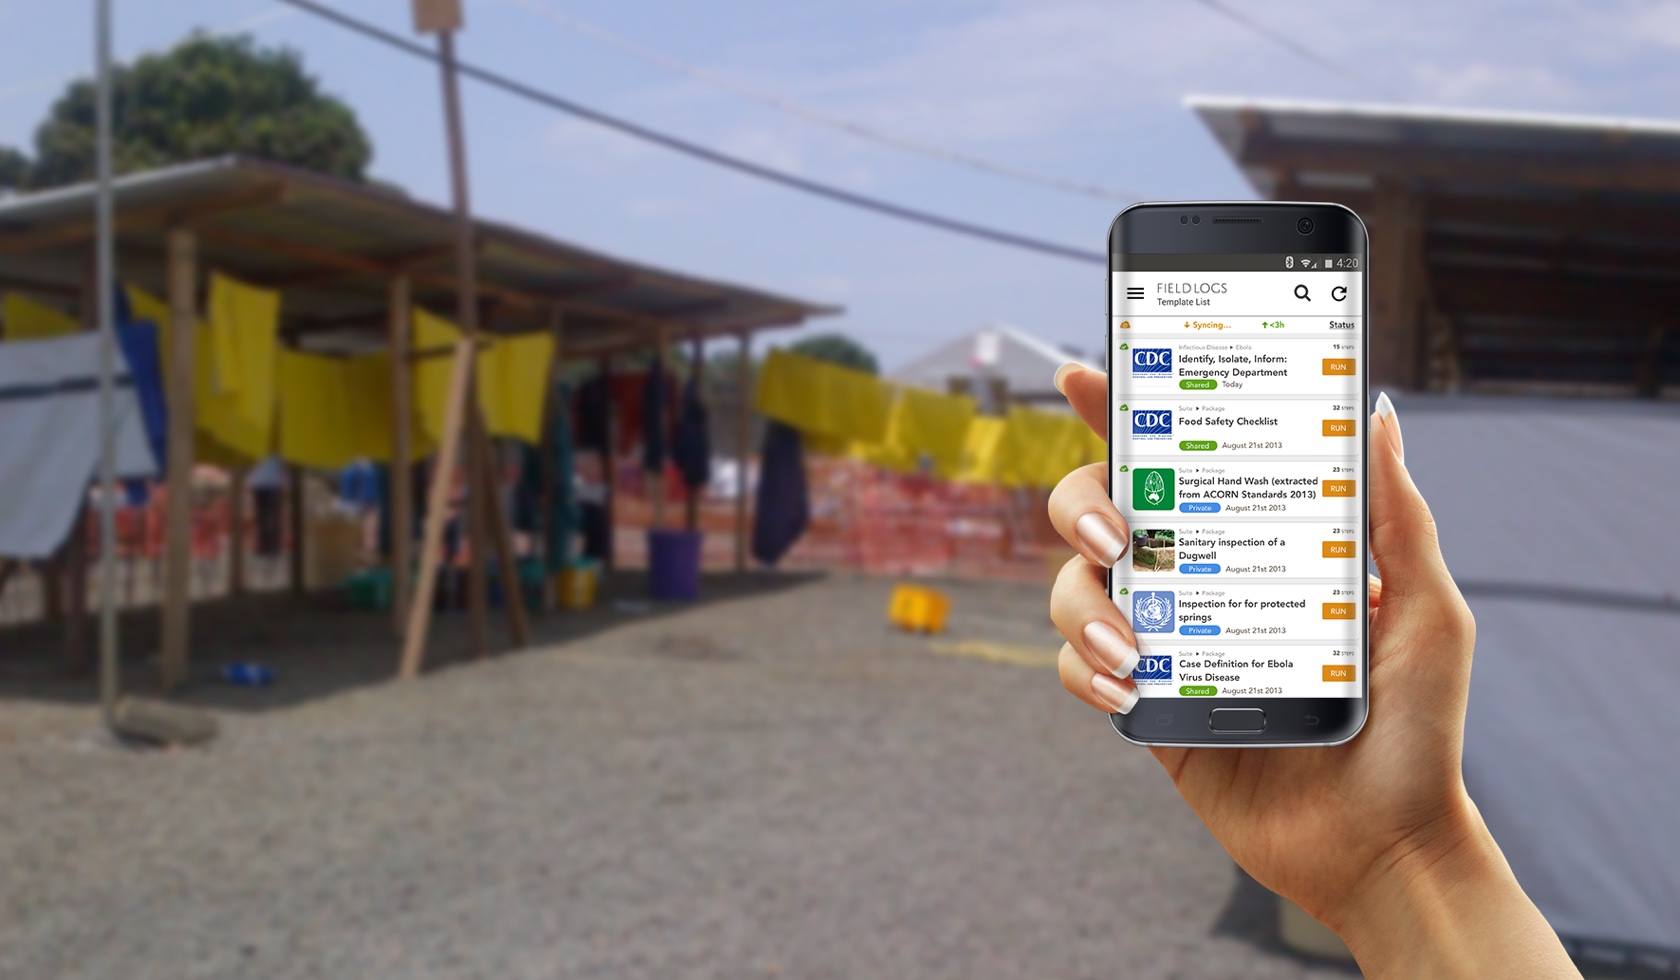 4:20
FIELDLOGS
Template List
Syncing...
<3h
Status
Infectious Disease ▸ Ebola
15 STEPS
CDC
Identify, Isolate, Inform:
Emergency Department
RUN
Shared Today
Suite ▸ Package
32 STEPS
CDC
Food Safety Checklist
RUN
Shared August 21st 2013
Suite ▸ Package
23 STEPS
Surgical Hand Wash (extracted
from ACORN Standards 2013)
RUN
Private August 21st 2013
Suite ▸ Package
23 STEPS
Sanitary inspection of a
Dugwell
RUN
Private August 21st 2013
Suite ▸ Package
23 STEPS
Inspection for for protected
springs
RUN
Private August 21st 2013
Suite ▸ Package
32 STEPS
CDC
Case Definition for Ebola
Virus Disease
RUN
Shared August 21st 2013